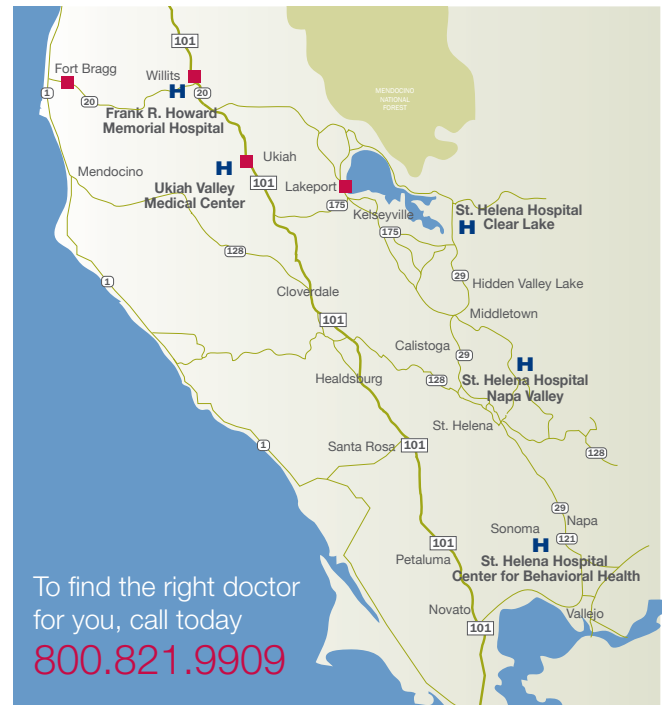 101
MENDOCINO
NATIONAL
FOREST
Fort Bragg
Willits
1
20
H
20
Frank R. Howard
Memorial Hospital
Ukiah
H
Mendocino
101
Lakeport
Ukiah Valley
Medical Center
175
Kelseyville
St. Helena Hospital
Clear Lake
H
175
128
29
1
Hidden Valley Lake
Cloverdale
101
Middletown
Calistoga
29
H
Healdsburg
128
St. Helena Hospital
Napa Valley
St. Helena
1
Santa Rosa
101
128
29
Sonoma
Napa
121
101
H
Petaluma
St. Helena Hospital
Center for Behavioral Health
Novato
Vallejo
101
To find the right doctor
for you, call today
800.821.9909